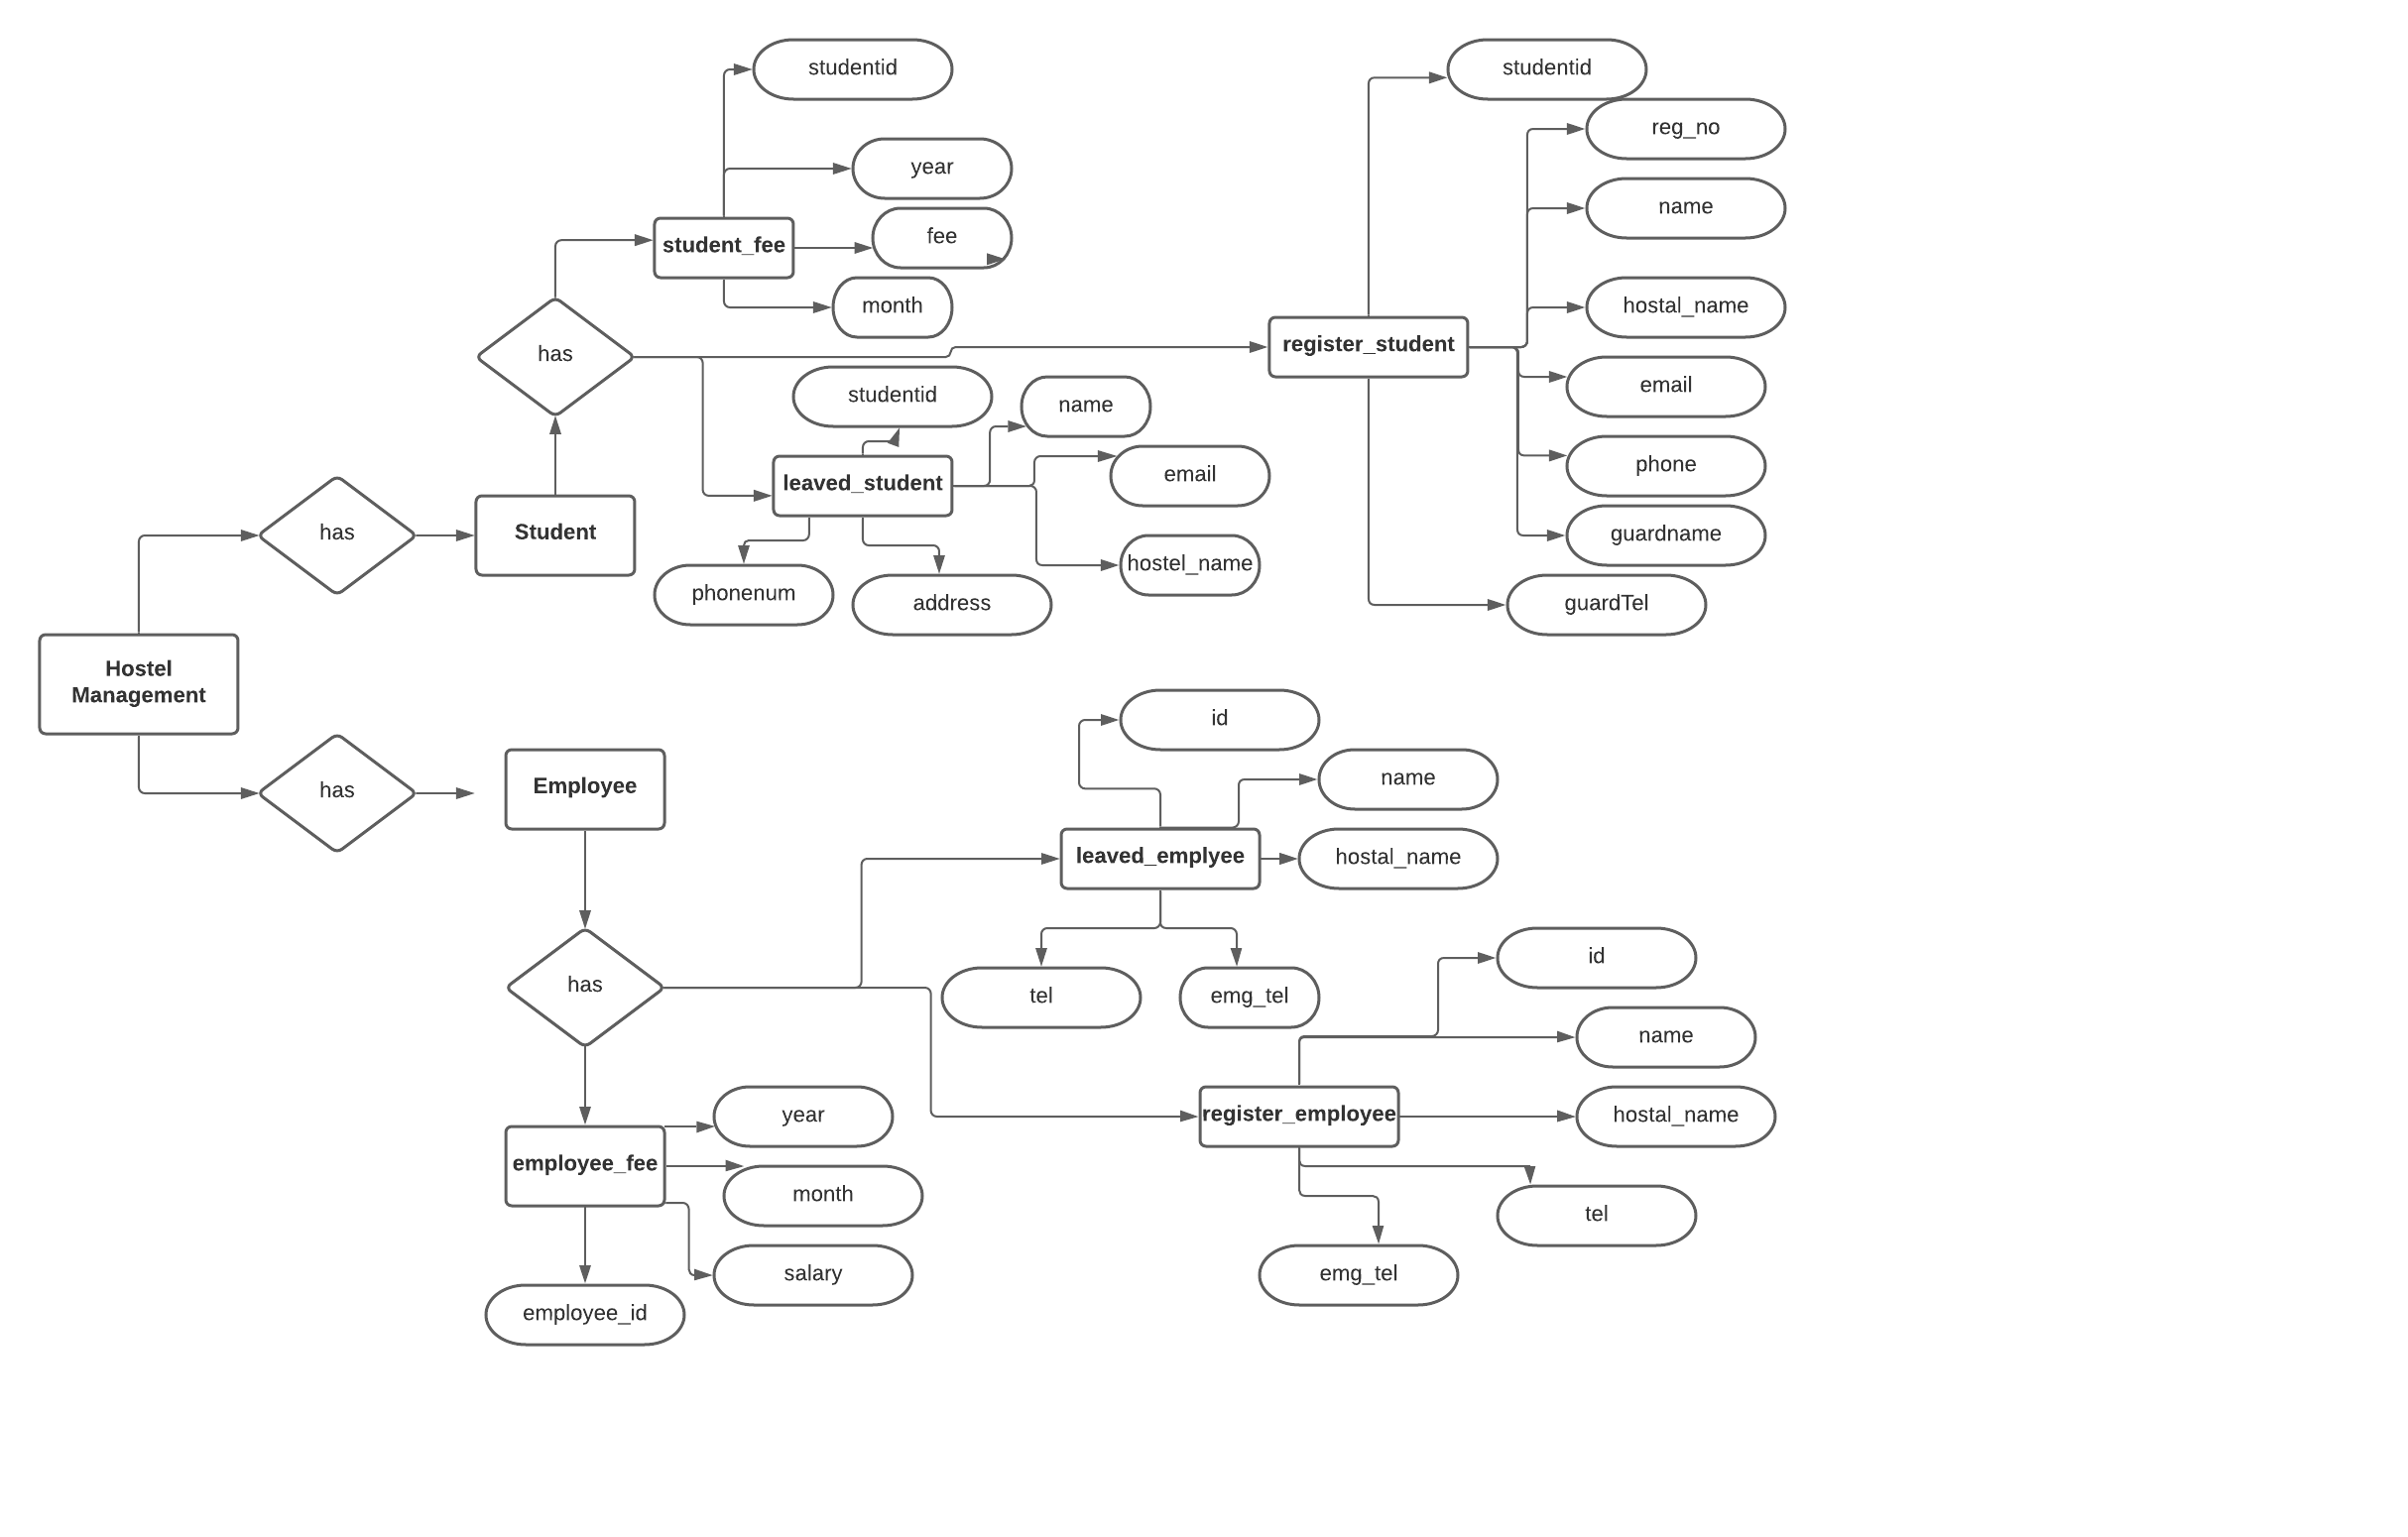 studentid
year
student_fee
fee
month
has
studentid
reg_no
name
hostal_name
register_student
email
phone
guardname
guardTel
studentid
name
leaved_student
email
hostel_name
phonenum
address
has
Student
Hostel
Management
has
Employee
id
name
leaved_emplyee
hostal_name
tel
emg_tel
has
id
name
register_employee
hostal_name
tel
emg_tel
year
employee_fee
month
salary
employee_id